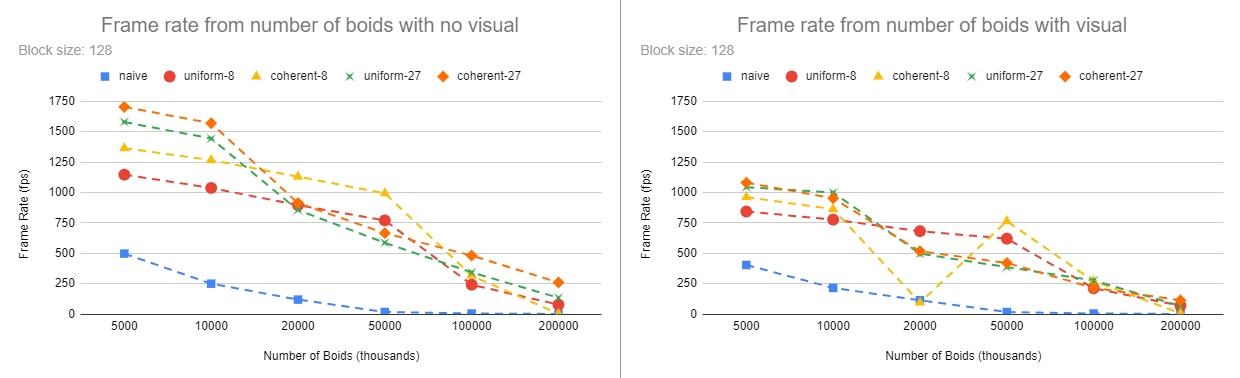 Frame rate from number of boids with no visual
Block size: 128
naive uniform-8 coherent-8 uniform-27 coherent-27
1750
1500
1250
1000
750
500
250
0
Frame Rate (fps)
5000 10000 20000 50000 100000 200000
Number of Boids (thousands)
Frame rate from number of boids with visual
Block size: 128
naive uniform-8 coherent-8 uniform-27 coherent-27
1750
1500
1250
1000
750
500
250
0
Frame Rate (fps)
5000 10000 20000 50000 100000 200000
Number of Boids (thousands)